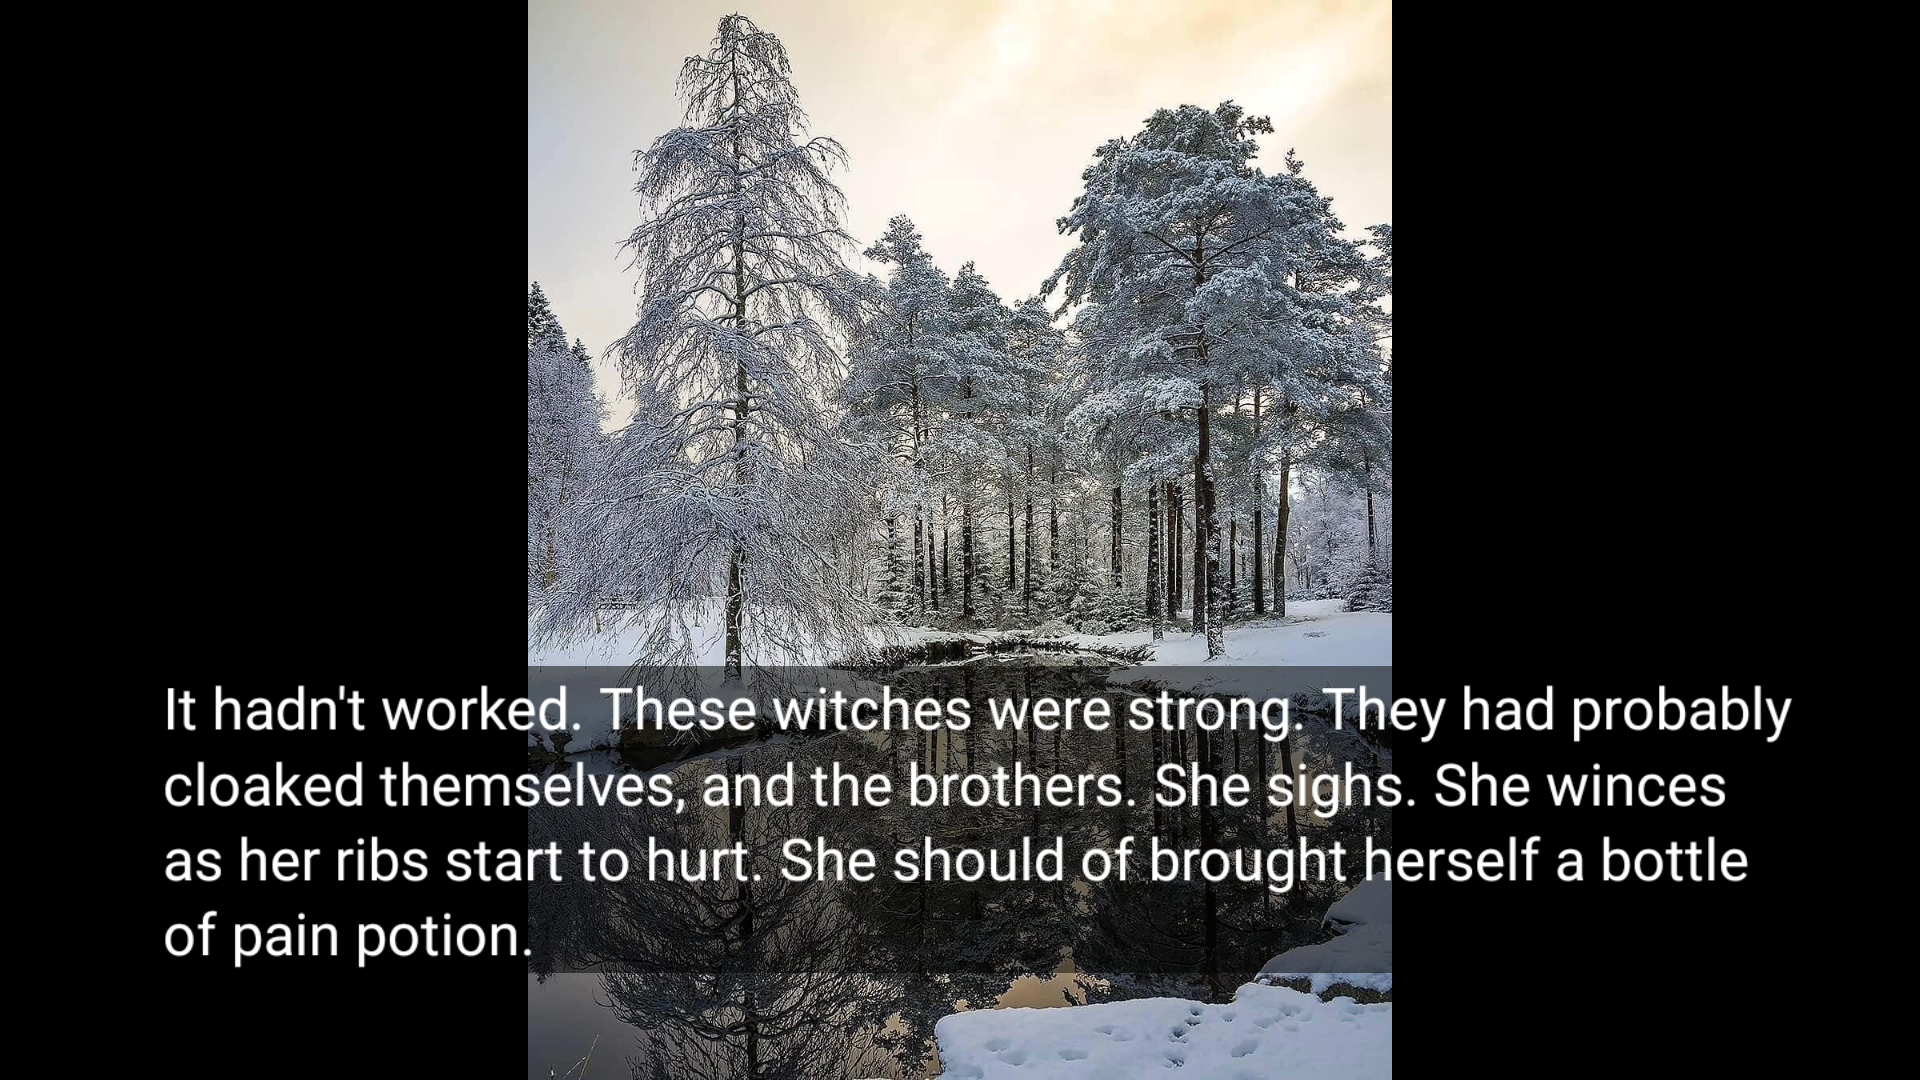 It hadn't worked. These witches were strong. They had probably
cloaked themselves, and the brothers. She sighs. She winces
as her ribs start to hurt. She should of brought herself a bottle
of pain potion.